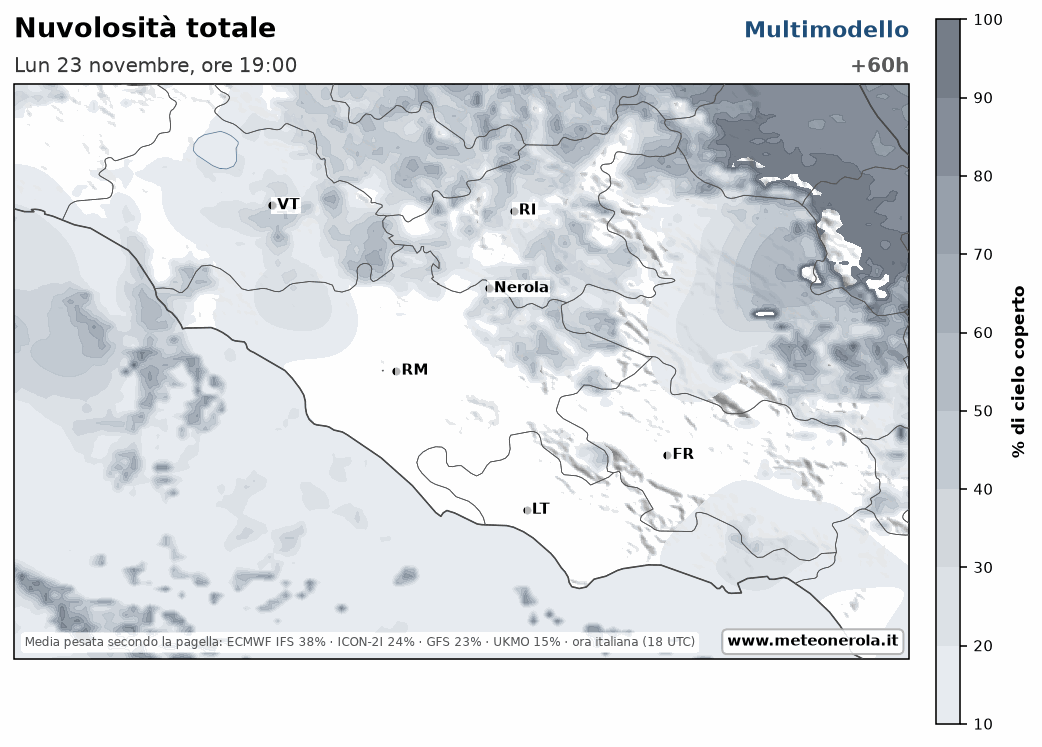 Nuvolosità totale
Multimodello
Lun 23 novembre, ore 19:00
+60h
100
90
80
70
60
50
40
30
20
10
% di cielo coperto
VT
RI
Nerola
RM
FR
LT
Media pesata secondo la pagella: ECMWF IFS 38% · ICON-2I 24% · GFS 23% · UKMO 15% · ora italiana (18 UTC)
www.meteonerola.it